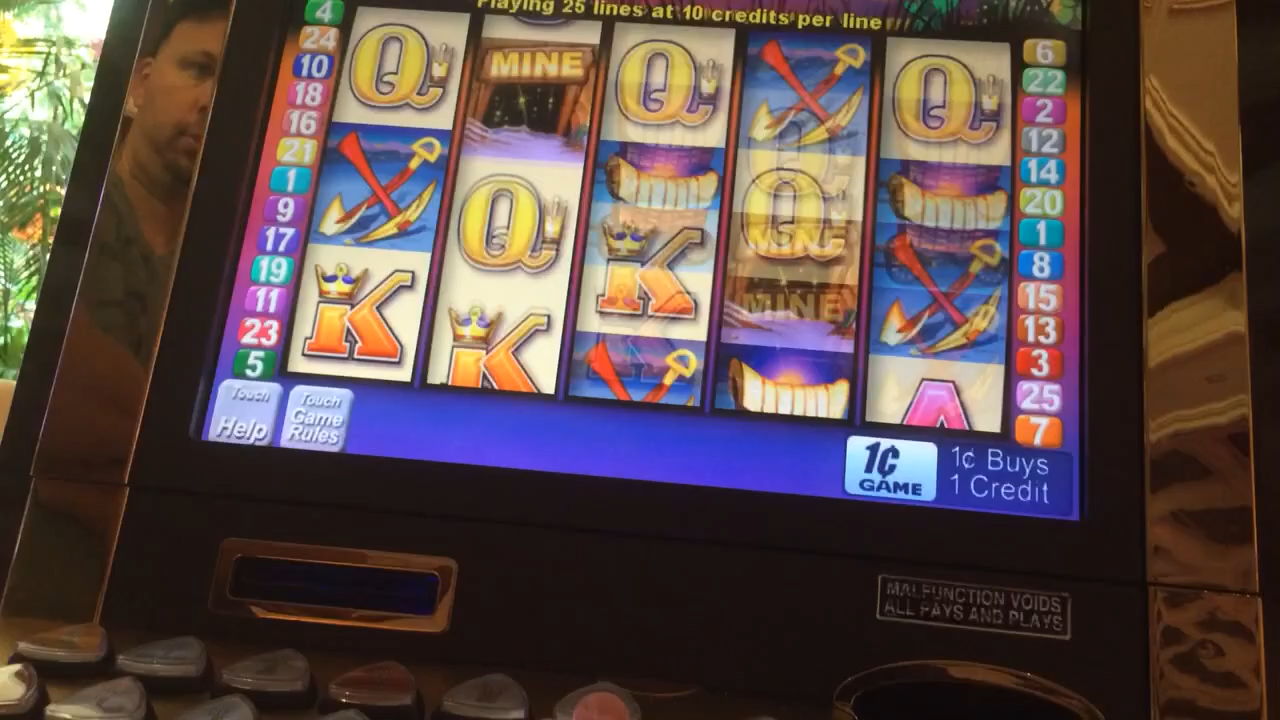 Playing 25 lines at 10 credits per line
4
24
10
18
16
21
1
9
17
19
11
23
5
Q
K
MINE
Q
K
Q
K
Q
MINE
MINE
Q
A
6
22
2
12
14
20
1
8
15
13
3
25
7
Touch
Help
Touch
Game
Rules
1¢
GAME
1¢ Buys
1 Credit
MALFUNCTION VOIDS
ALL PAYS AND PLAYS